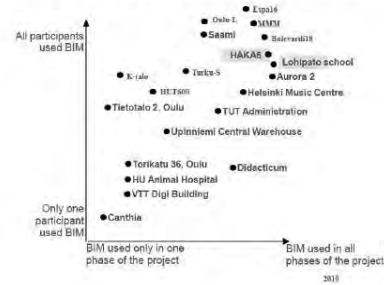 Espa16
Oulu-L
MMM
All participants
used BIM
Saami
Bulevardi18
HAKA6
Lohipato school
K-talo
Turku-S
Aurora 2
HUT600
Helsinki Music Centre
Tietotalo 2, Oulu
TUT Administration
Upinniemi Central Warehouse
Torikatu 36, Oulu
Didacticum
HU Animal Hospital
VTT Digi Building
Only one
participant
used BIM
Canthia
BIM used only in one
phase of the project
BIM used in all
phases of the project
2010